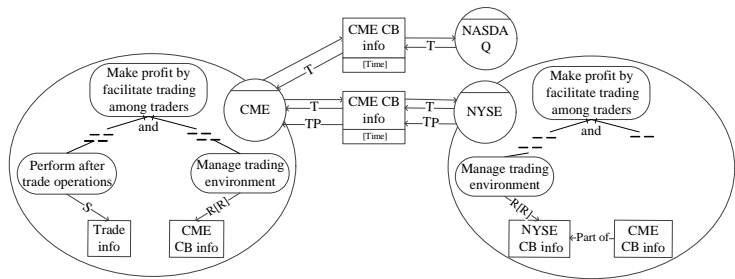 CME CB
info
[Time]
NASDA
Q
T
T
Make profit by
facilitate trading
among traders
and
Perform after
trade operations
Manage trading
environment
S
R[R]
Trade
info
CME
CB info
CME
T
TP
CME CB
info
[Time]
T
TP
NYSE
Make profit by
facilitate trading
among traders
and
Manage trading
environment
R[R]
NYSE
CB info
Part of
CME
CB info